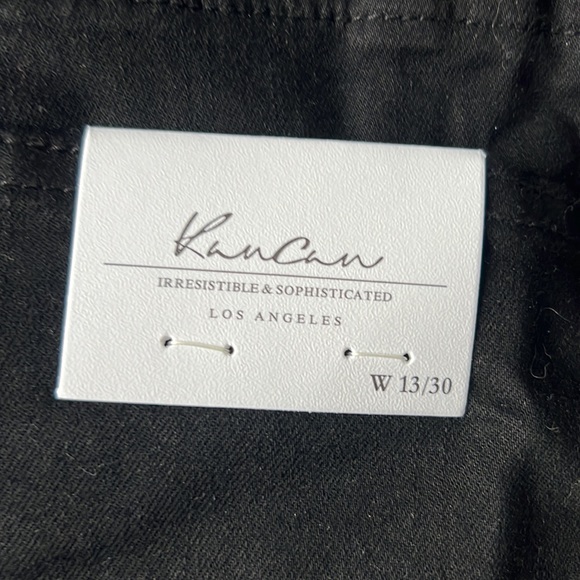 KanCan
IRRESISTIBLE & SOPHISTICATED
LOS ANGELES
W 13/30